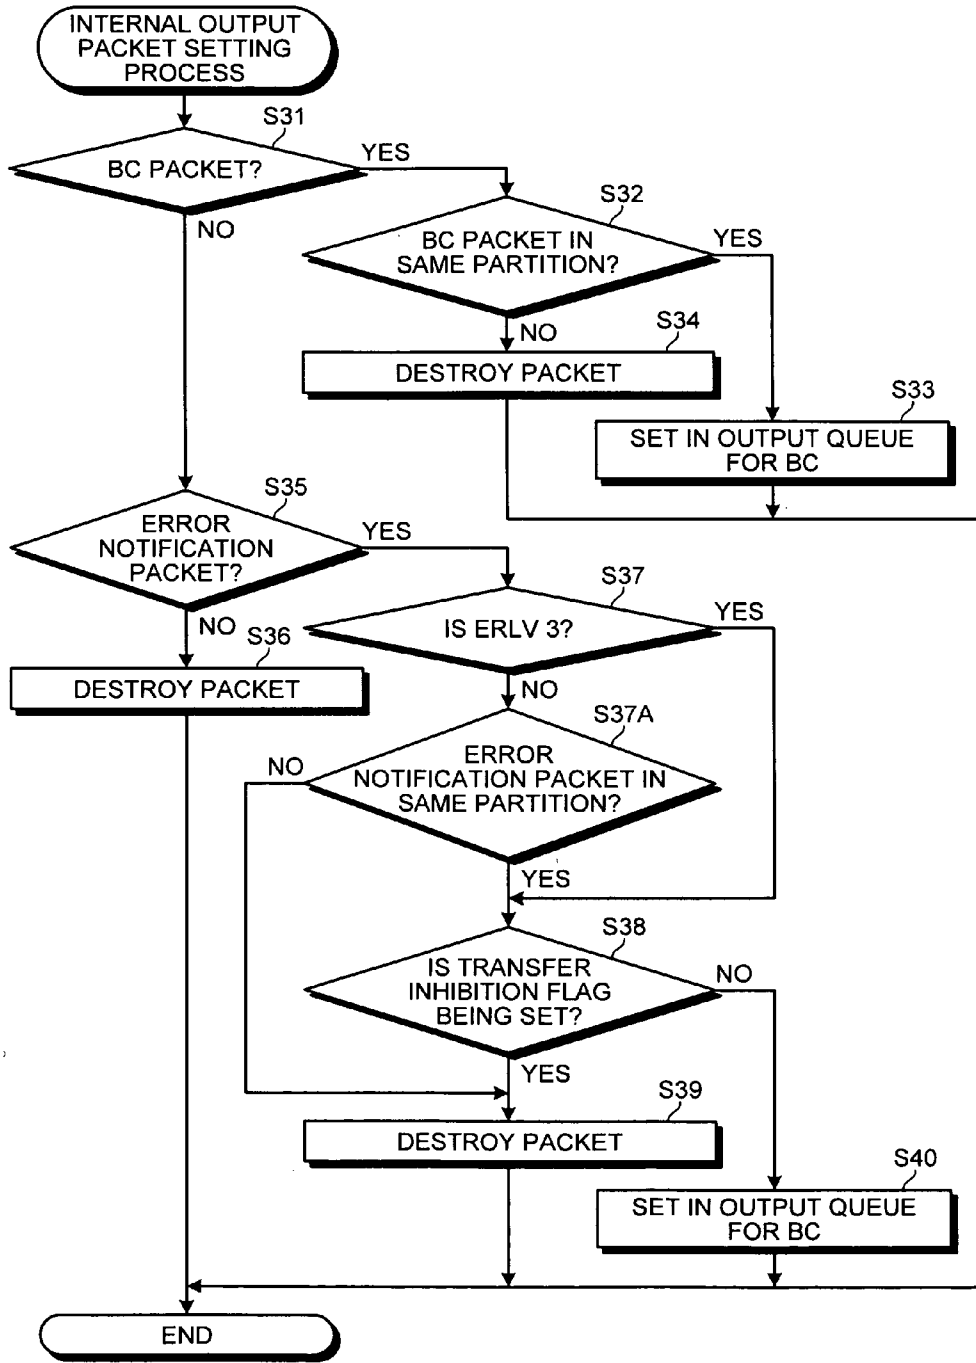 INTERNAL OUTPUT
PACKET SETTING
PROCESS
S31
BC PACKET?
YES
NO
S32
BC PACKET IN
SAME PARTITION?
YES
NO
S34
DESTROY PACKET
S33
SET IN OUTPUT QUEUE
FOR BC
S35
ERROR
NOTIFICATION
PACKET?
YES
NO
S36
DESTROY PACKET
S37
IS ERLV 3?
YES
NO
S37A
ERROR
NOTIFICATION PACKET IN
SAME PARTITION?
NO
YES
S38
IS TRANSFER
INHIBITION FLAG
BEING SET?
NO
YES
S39
DESTROY PACKET
S40
SET IN OUTPUT QUEUE
FOR BC
END